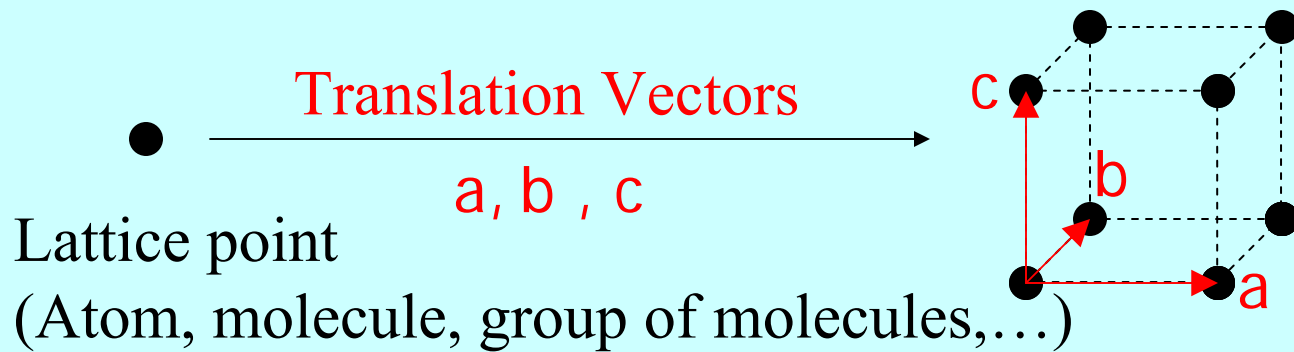 Translation Vectors
a, b , c
Lattice point
(Atom, molecule, group of molecules,…)
c
b
a